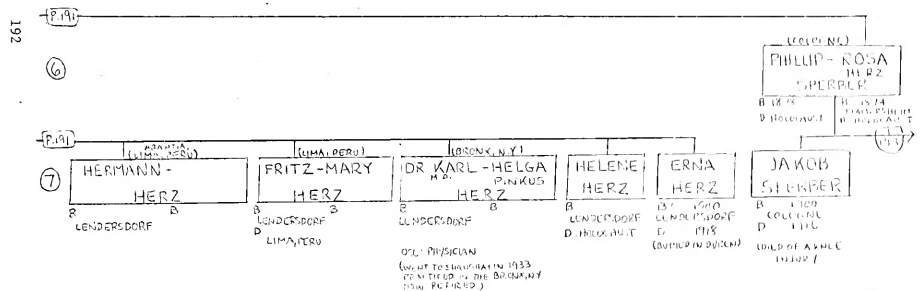 192
P.191
6
(COLOGNE)
PHILLIP - ROSA
HERZ
SPERBER
B 1873
B. 1874
D HOLOCAUST
D. HOLOCAUST
P.191
7
(LIMA, PERU)
HERMANN -
HERZ
B
B
LENDERSDORF
(LIMA, PERU)
FRITZ - MARY
HERZ
B
B
LENDERSDORF
D
LIMA, PERU
(BRONX, N.Y)
DR KARL - HELGA
M.D.
PINKUS
HERZ
B
B
LENDERSDORF
OCC: PHYSICIAN
(WENT TO SHANGHAI IN 1933
PRACTICED IN THE BRONX, NY
NOW RETIRED.)
HELENE
HERZ
B
LENDERSDORF
D. HOLOCAUST
ERNA
HERZ
B. 1900
LENDERSDORF
D. 1918
(BURIED IN DUREN)
JAKOB
SPERBER
B 1900
COLOGNE
D 1916
(DIED OF A KNEE
INJURY)